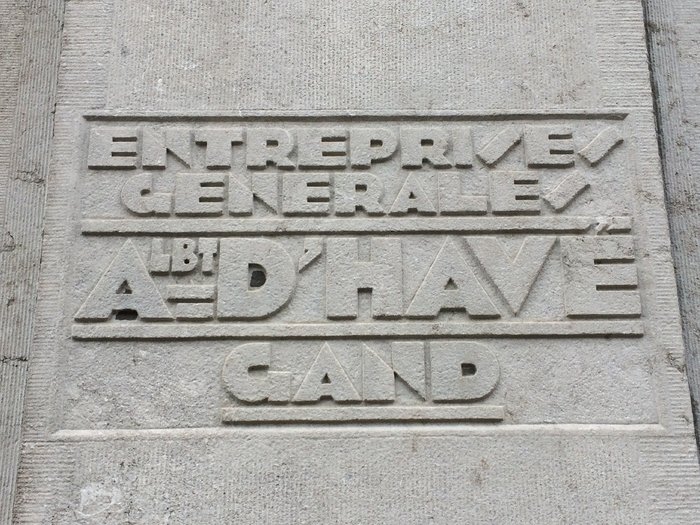 ENTREPRISES
GENERALES
ALBT D'HAVÉ
GAND